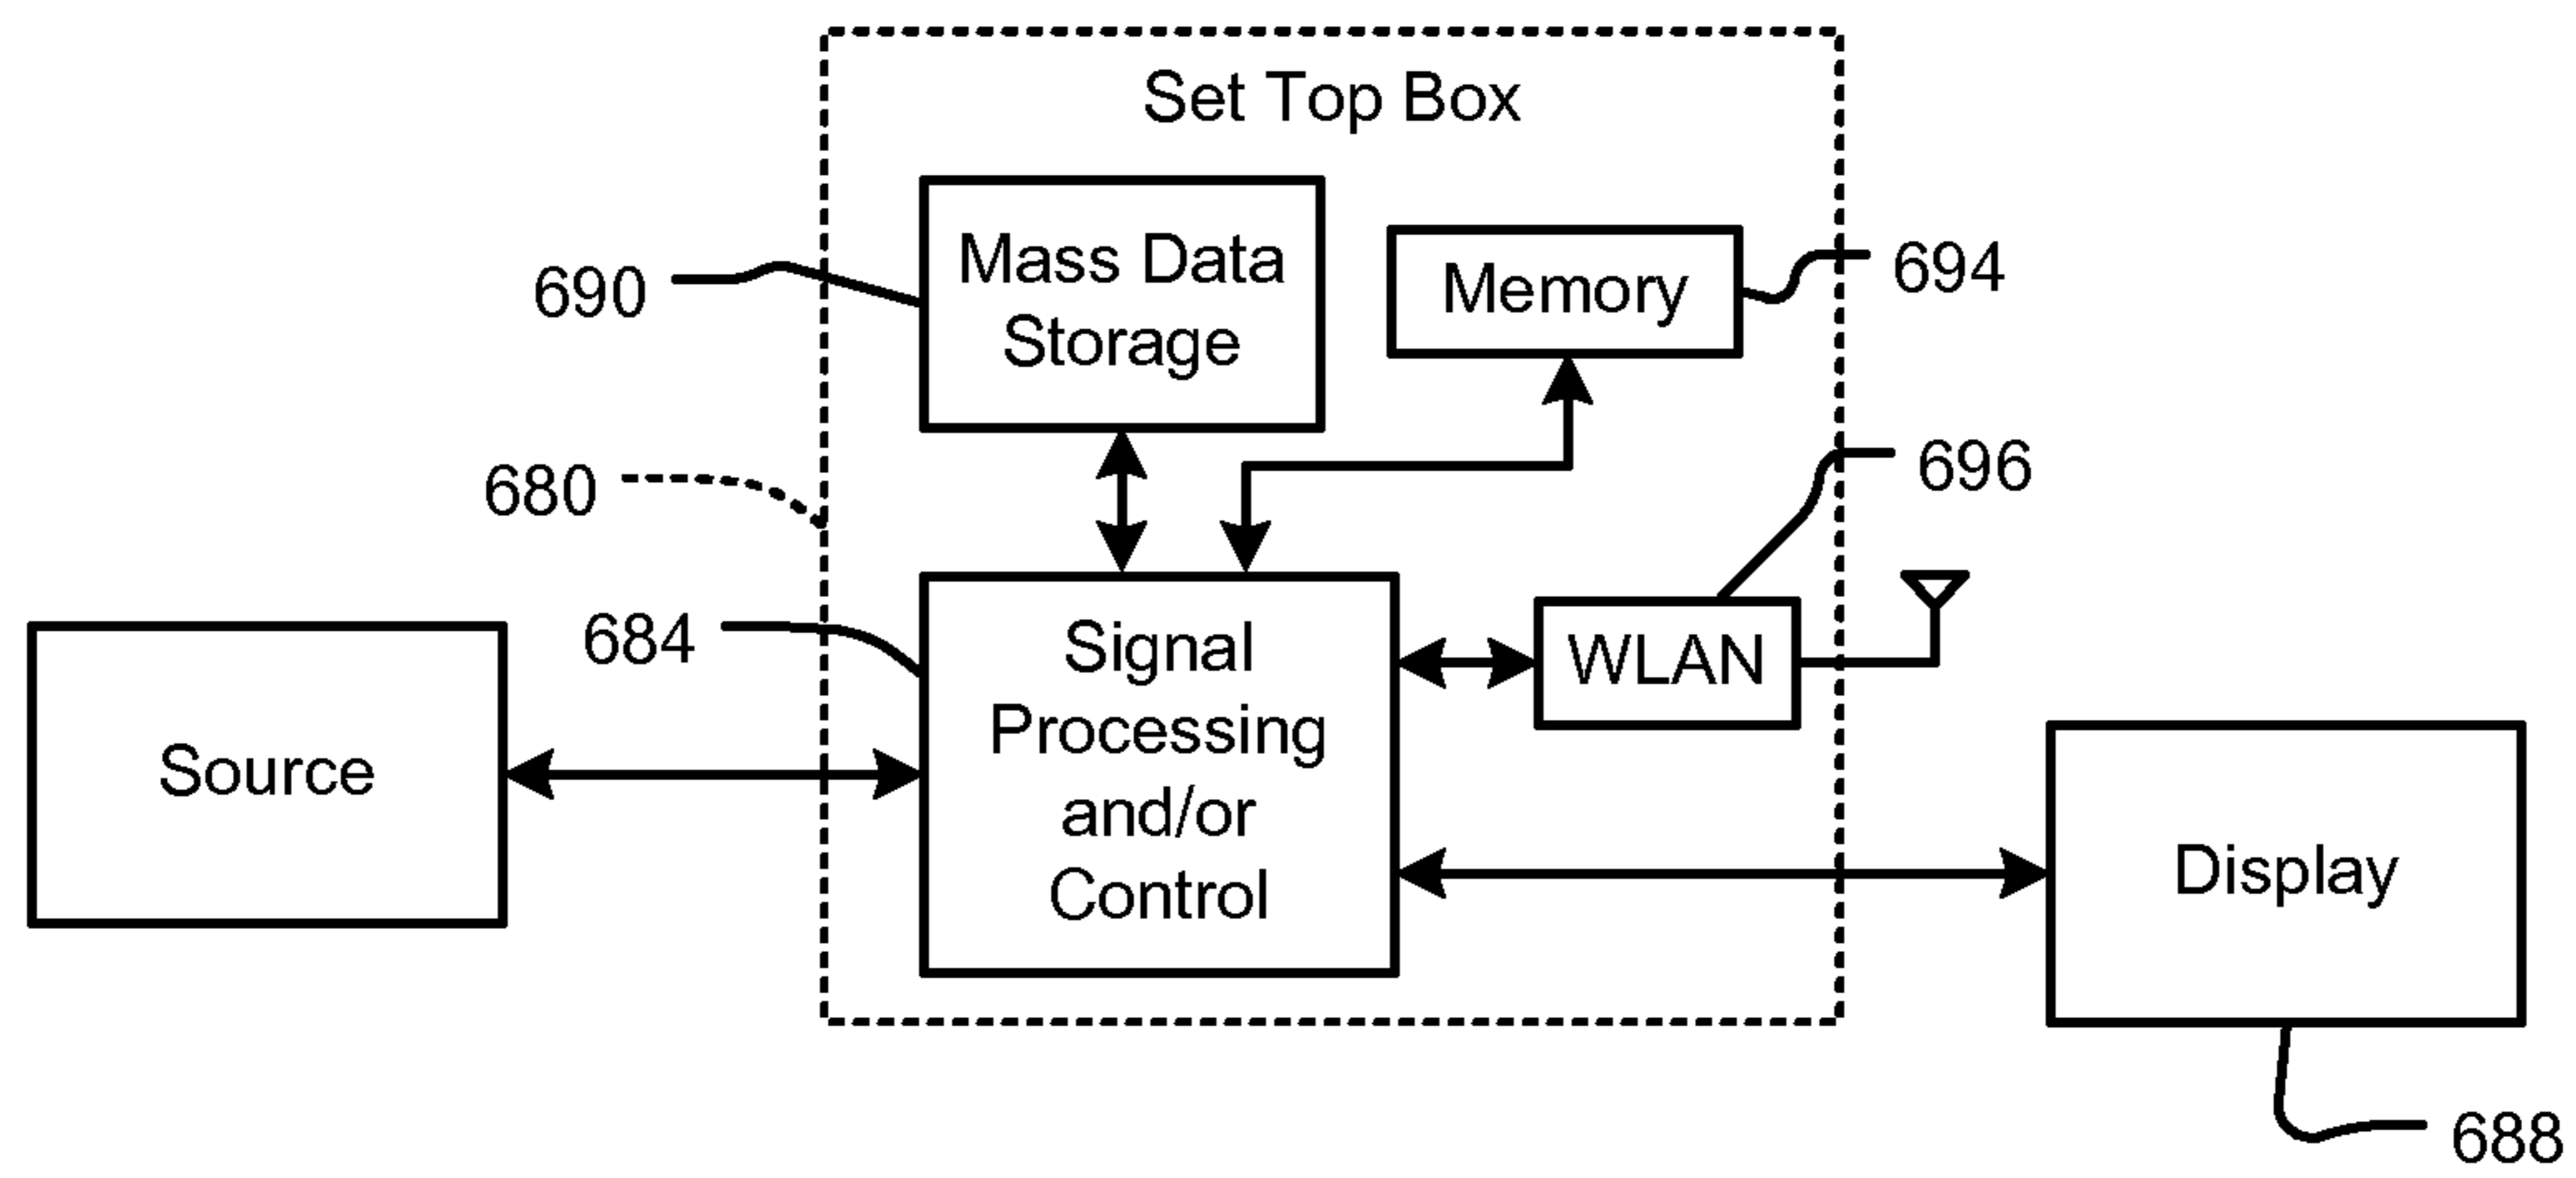 Set Top Box
Mass Data
Storage
690
Memory
694
680
696
684
Signal
Processing
and/or
Control
WLAN
Source
Display
688